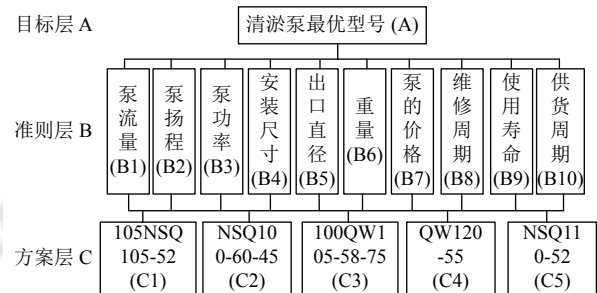 目标层 A
清淤泵最优型号 (A)
准则层 B
泵流量 (B1)
泵扬程 (B2)
泵功率 (B3)
安装尺寸 (B4)
出口直径 (B5)
重量 (B6)
泵的价格 (B7)
维修周期 (B8)
使用寿命 (B9)
供货周期 (B10)
方案层 C
105NSQ
105-52
(C1)
NSQ10
0-60-45
(C2)
100QW1
05-58-75
(C3)
QW120
-55
(C4)
NSQ11
0-52
(C5)